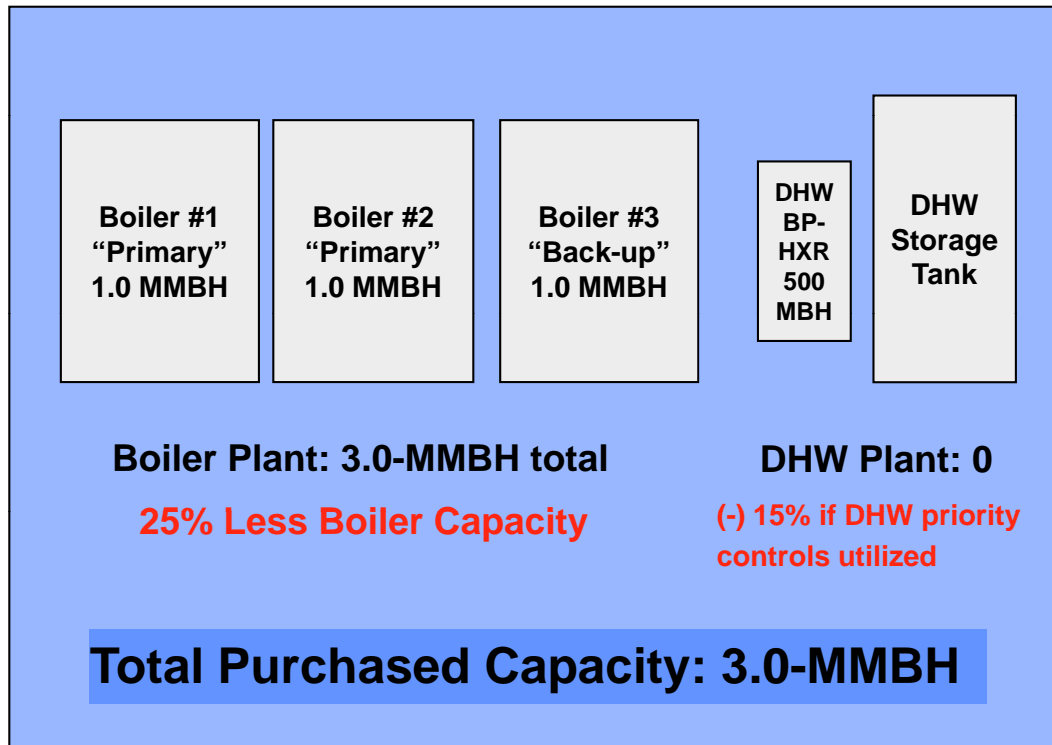 Boiler #1
“Primary”
1.0 MMBH
Boiler #2
“Primary”
1.0 MMBH
Boiler #3
“Back-up”
1.0 MMBH
DHW
BP-
HXR
500
MBH
DHW
Storage
Tank
Boiler Plant: 3.0-MMBH total
25% Less Boiler Capacity
DHW Plant: 0
(-) 15% if DHW priority
controls utilized
Total Purchased Capacity: 3.0-MMBH